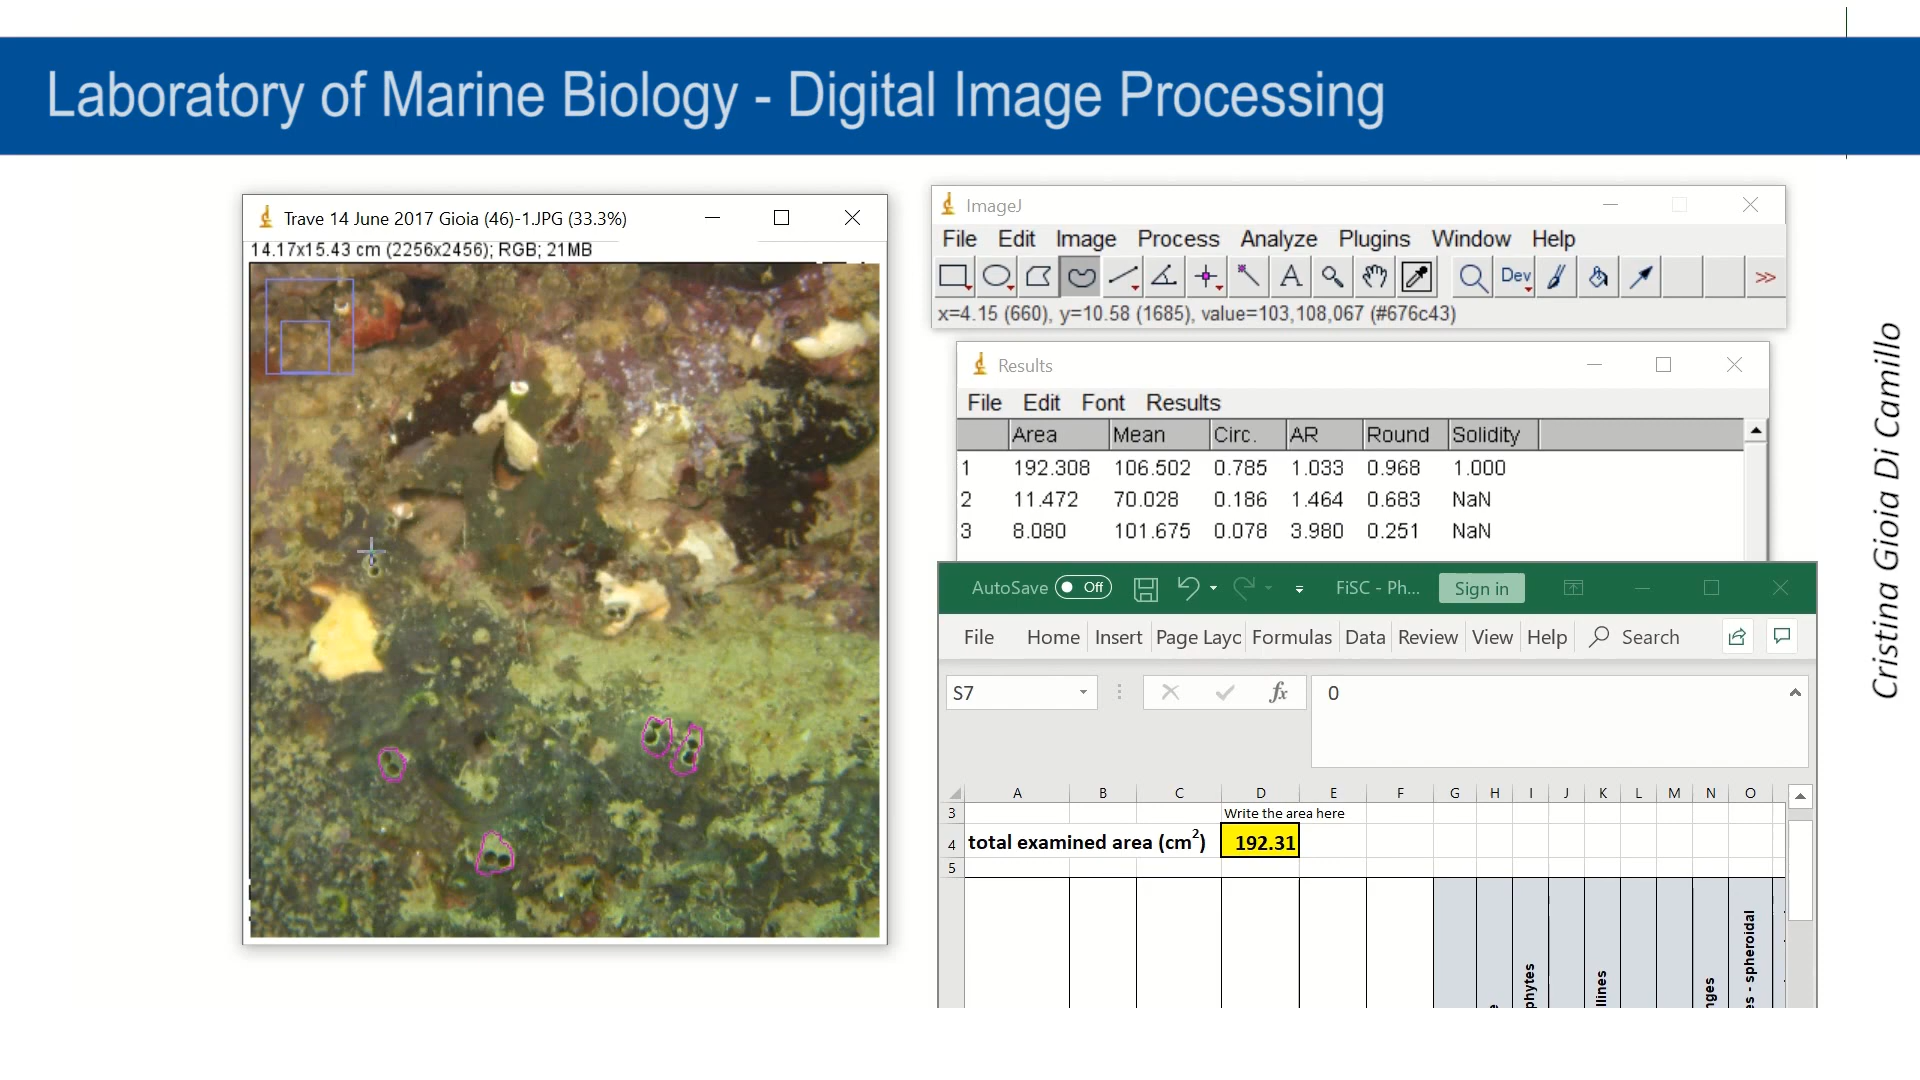 Laboratory of Marine Biology - Digital Image Processing
Trave 14 June 2017 Gioia (46)-1.JPG (33.3%)
14.17x15.43 cm (2256x2456); RGB; 21MB
ImageJ
File Edit Image Process Analyze Plugins Window Help
A Dev >>
x=4.15 (660), y=10.58 (1685), value=103,108,067 (#676c43)
Results
File Edit Font Results
Area Mean Circ. AR Round Solidity
1 192.308 106.502 0.785 1.033 0.968 1.000
2 11.472 70.028 0.186 1.464 0.683 NaN
3 8.080 101.675 0.078 3.980 0.251 NaN
AutoSave Off FiSC - Ph... Sign in
File Home Insert Page Layc Formulas Data Review View Help Search
S7 fx 0
A B C D E F G H I J K L M N O
3 Write the area here
4 total examined area (cm2) 192.31
5
e
phytes
llines
nges
es - spheroidal
Cristina Gioia Di Camillo